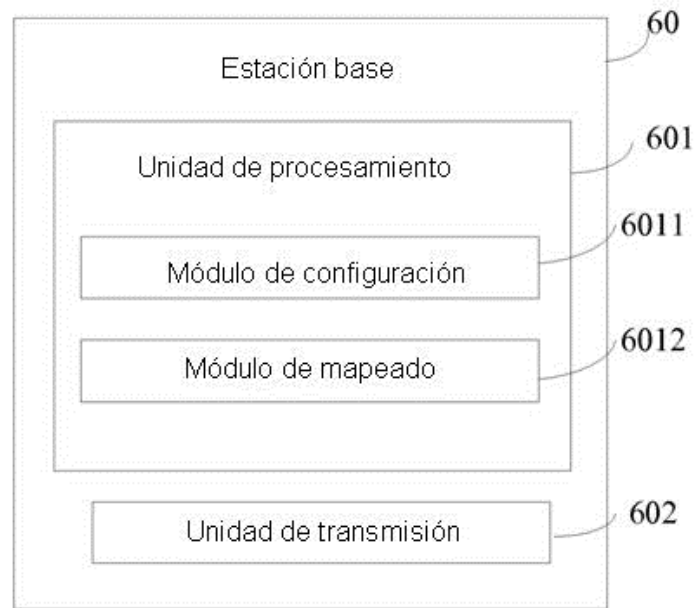 60
Estación base
601
Unidad de procesamiento
6011
Módulo de configuración
6012
Módulo de mapeado
602
Unidad de transmisión